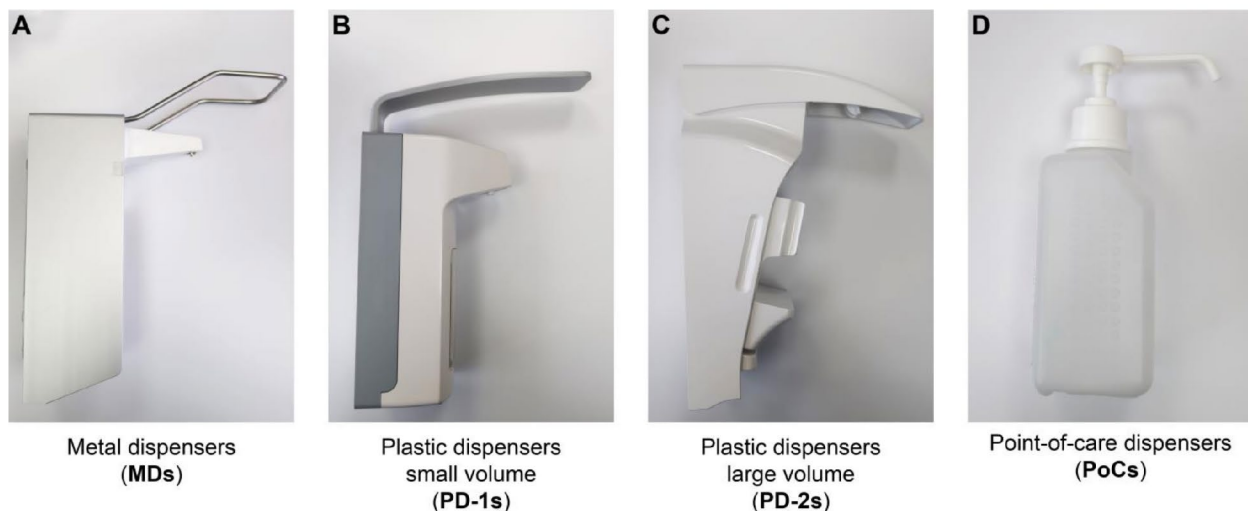 A
B
C
D
Metal dispensers
(MDs)
Plastic dispensers
small volume
(PD-1s)
Plastic dispensers
large volume
(PD-2s)
Point-of-care dispensers
(PoCs)